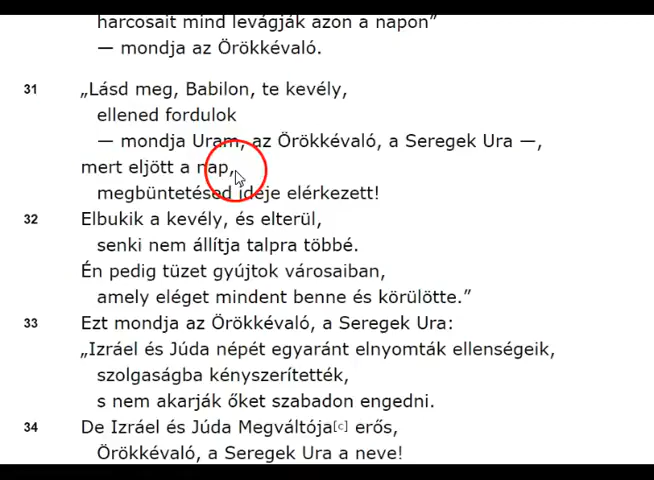 harcosait mind levágják azon a napon”
— mondja az Örökkévaló.
31 „Lásd meg, Babilon, te kevély,
ellened fordulok
— mondja Uram, az Örökkévaló, a Seregek Ura —,
mert eljött a nap,
megbüntetésed ideje elérkezett!
32 Elbukik a kevély, és elterül,
senki nem állítja talpra többé.
Én pedig tüzet gyújtok városaiban,
amely eléget mindent benne és körülötte.”
33 Ezt mondja az Örökkévaló, a Seregek Ura:
„Izráel és Júda népét egyaránt elnyomták ellenségeik,
szolgaságba kényszerítették,
s nem akarják őket szabadon engedni.
34 De Izráel és Júda Megváltója[c] erős,
Örökkévaló, a Seregek Ura a neve!